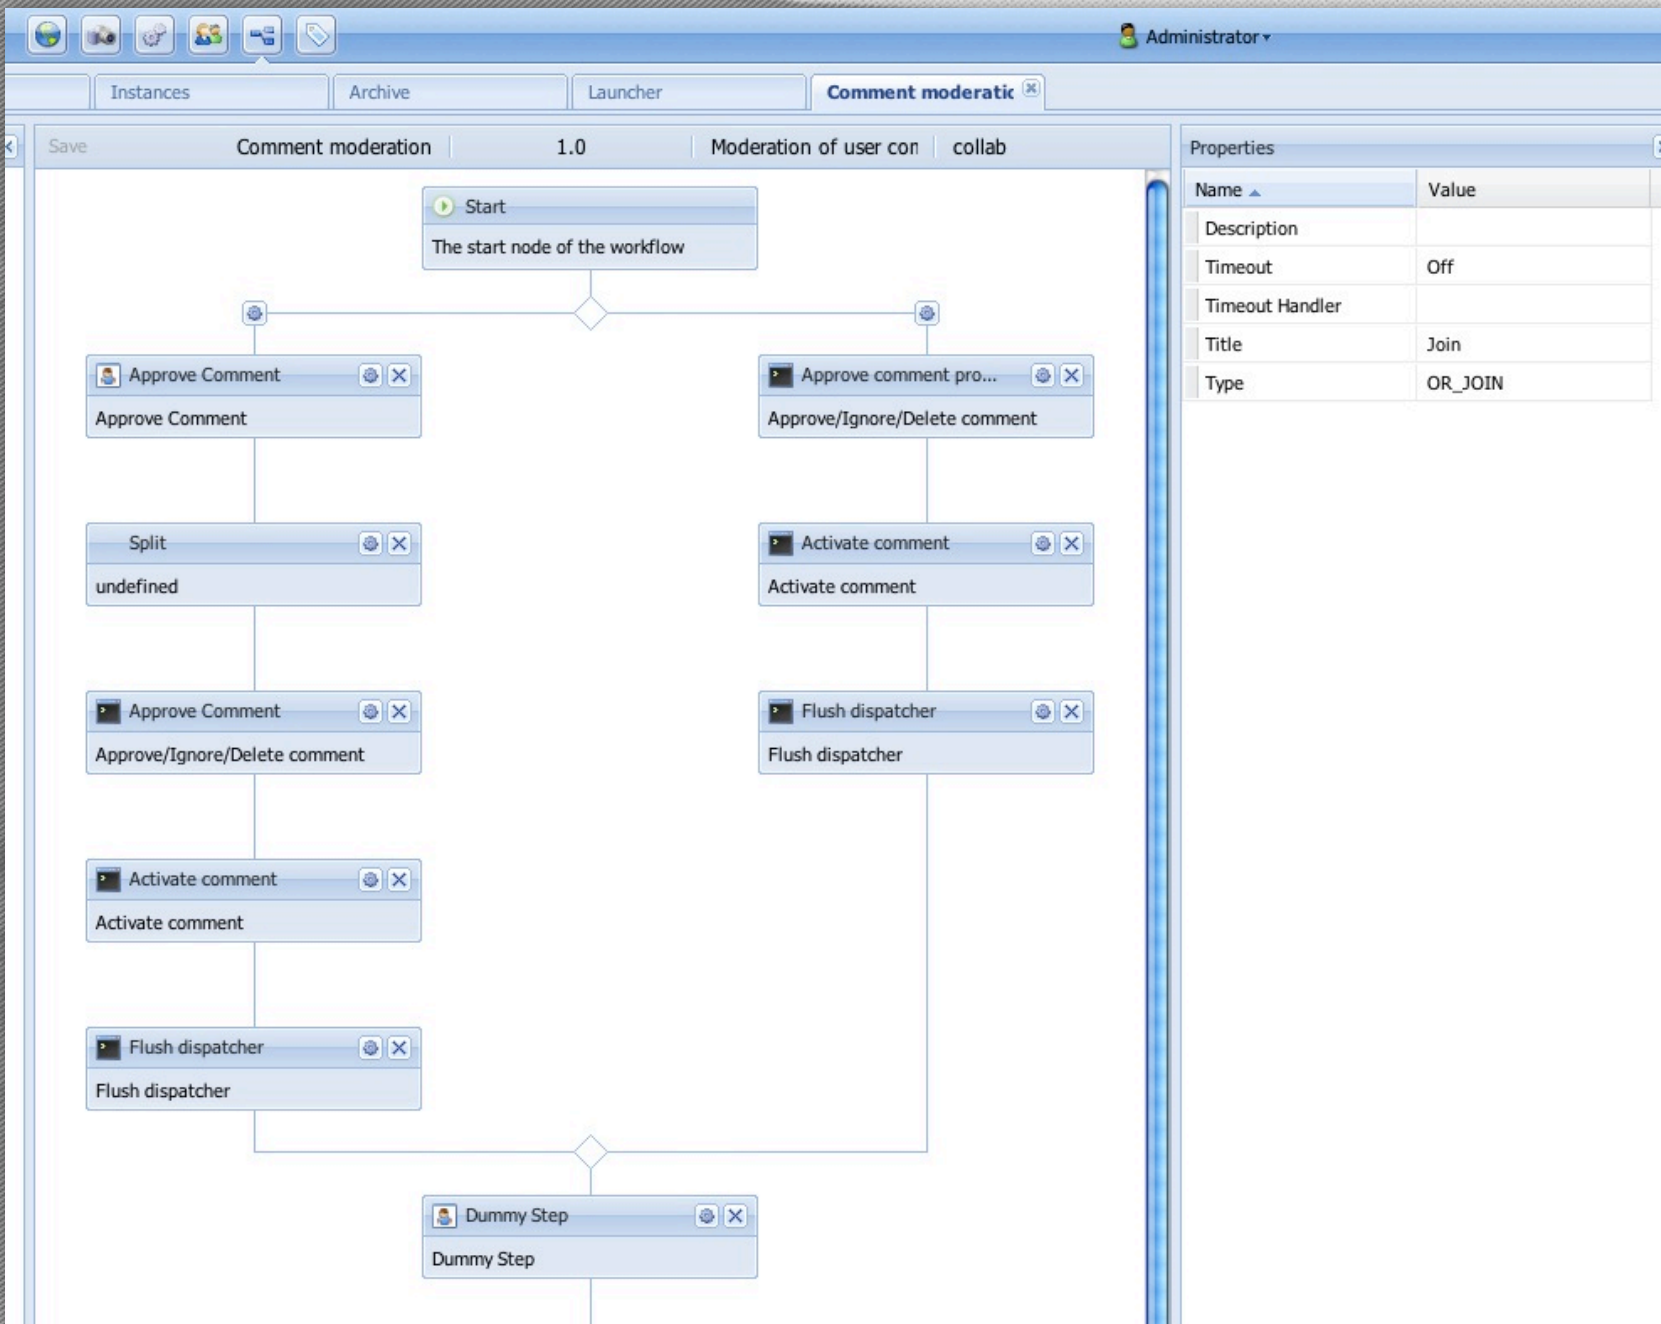 Administrator
Instances Archive Launcher Comment moderatic
Save Comment moderation 1.0 Moderation of user con collab
Properties
Name Value
Description
Timeout Off
Timeout Handler
Title Join
Type OR_JOIN
Start
The start node of the workflow
Approve Comment
Approve Comment
Approve comment pro...
Approve/Ignore/Delete comment
Split
undefined
Activate comment
Activate comment
Approve Comment
Approve/Ignore/Delete comment
Flush dispatcher
Flush dispatcher
Activate comment
Activate comment
Flush dispatcher
Flush dispatcher
Dummy Step
Dummy Step